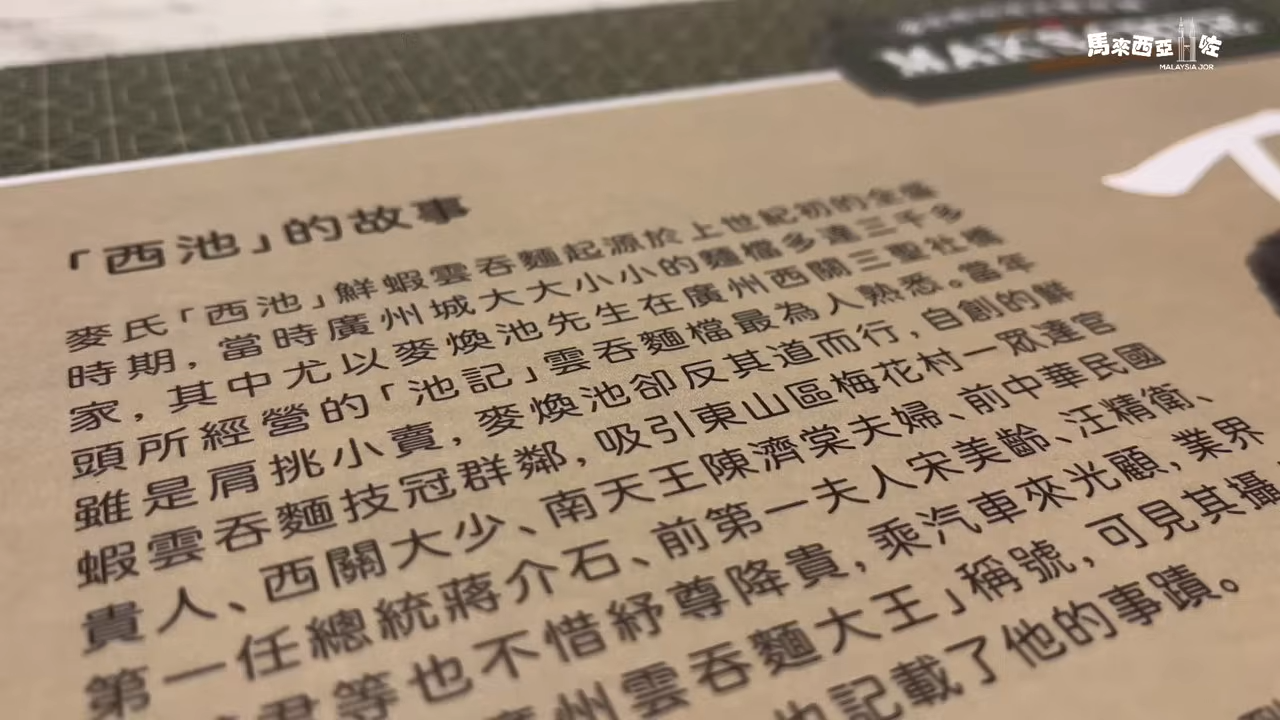 馬來西亞咗
MALAYSIA JOR
「西池」的故事
麥氏「西池」鮮蝦雲吞麵起源於上世紀初的全盛
時期，當時廣州城大大小小的麵檔多達三千多
家，其中尤以麥煥池先生在廣州西關三聖社橋
頭所經營的「池記」雲吞麵檔最為人熟悉。當年
雖是肩挑小賣，麥煥池卻反其道而行，自創的鮮
蝦雲吞麵技冠群鄰，吸引東山區梅花村一眾達官
貴人、西關大少、南天王陳濟棠夫婦、前中華民國
第一任總統蔣介石、前第一夫人宋美齡、汪精衛、
君等也不惜紓尊降貴，乘汽車來光顧，業界
廣州雲吞麵大王」稱號，可見其攝
也記載了他的事蹟。